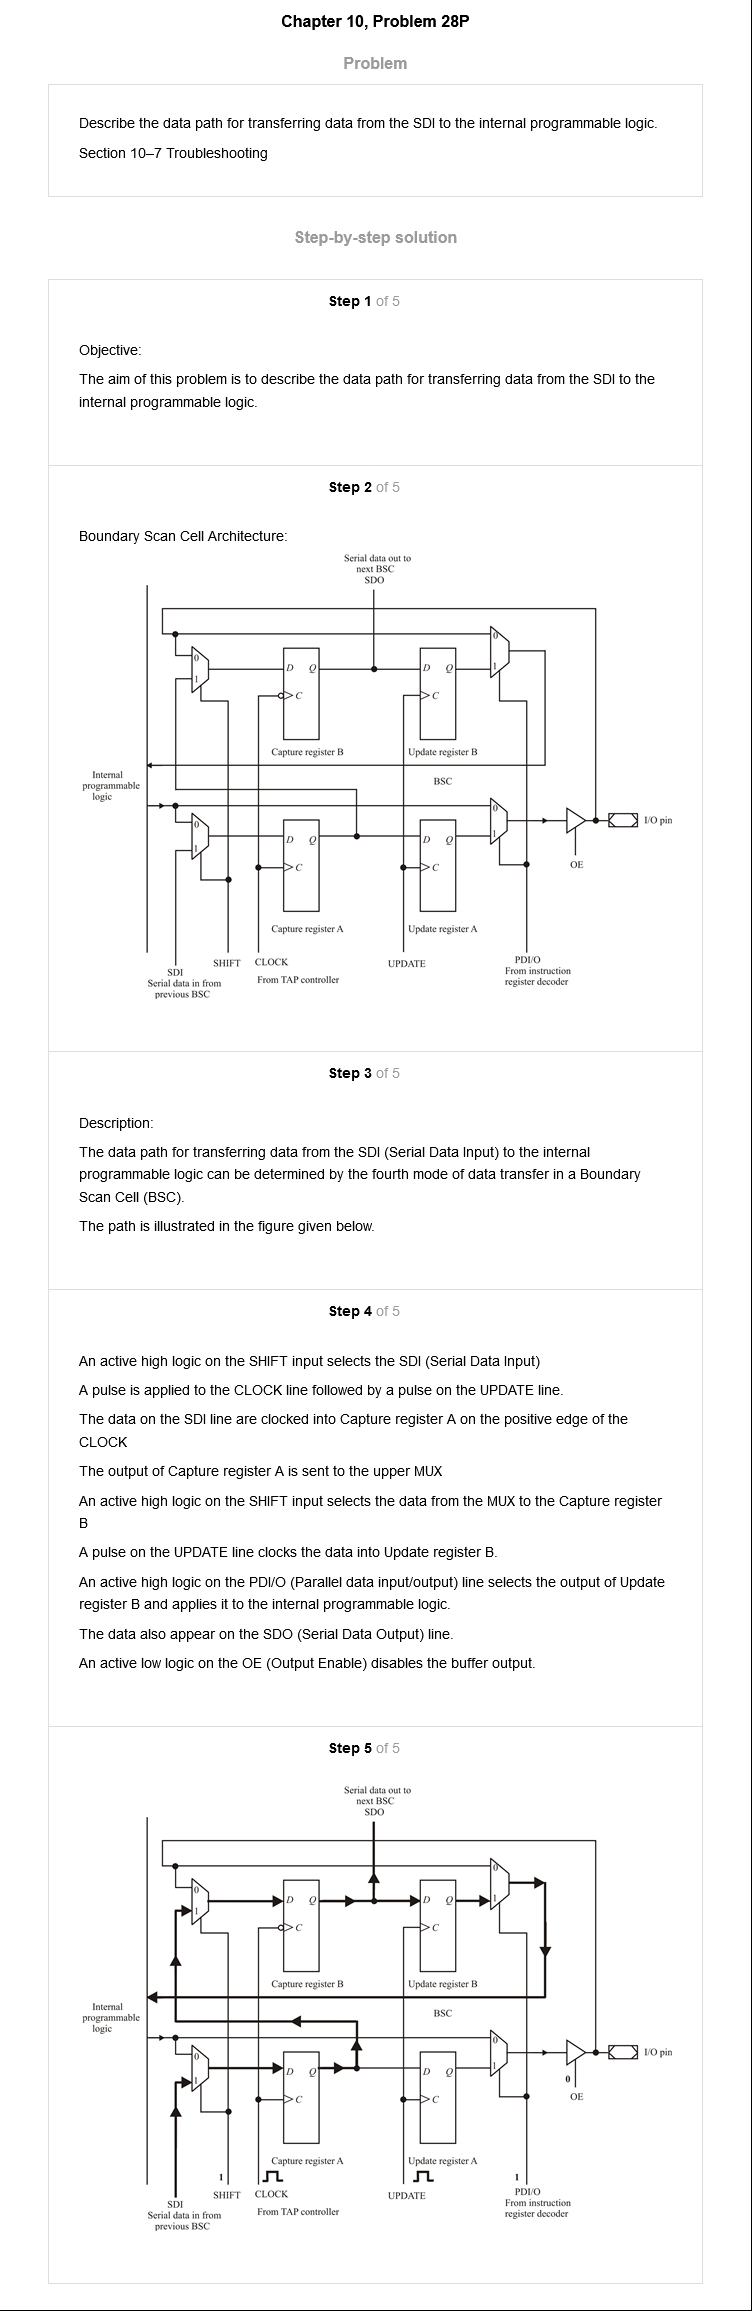 Chapter 10, Problem 28P
Problem
Describe the data path for transferring data from the SDI to the internal programmable logic.
Section 10–7 Troubleshooting
Step-by-step solution
Step 1 of 5
Objective:
The aim of this problem is to describe the data path for transferring data from the SDI to the
internal programmable logic.
Step 2 of 5
Boundary Scan Cell Architecture:
Serial data out to
next BSC
SDO
0
0
D Q
D Q
1
1
C
C
Capture register B
Update register B
Internal
programmable
logic
BSC
0
0
I/O pin
D Q
D Q
1
1
OE
C
C
Capture register A
Update register A
SDI
Serial data in from
previous BSC
SHIFT
CLOCK
From TAP controller
UPDATE
PDI/O
From instruction
register decoder
Step 3 of 5
Description:
The data path for transferring data from the SDI (Serial Data Input) to the internal
programmable logic can be determined by the fourth mode of data transfer in a Boundary
Scan Cell (BSC).
The path is illustrated in the figure given below.
Step 4 of 5
An active high logic on the SHIFT input selects the SDI (Serial Data Input)
A pulse is applied to the CLOCK line followed by a pulse on the UPDATE line.
The data on the SDI line are clocked into Capture register A on the positive edge of the
CLOCK
The output of Capture register A is sent to the upper MUX
An active high logic on the SHIFT input selects the data from the MUX to the Capture register
B
A pulse on the UPDATE line clocks the data into Update register B.
An active high logic on the PDI/O (Parallel data input/output) line selects the output of Update
register B and applies it to the internal programmable logic.
The data also appear on the SDO (Serial Data Output) line.
An active low logic on the OE (Output Enable) disables the buffer output.
Step 5 of 5
Serial data out to
next BSC
SDO
0
0
D Q
D Q
1
1
C
C
Capture register B
Update register B
Internal
programmable
logic
BSC
0
0
I/O pin
D Q
D Q
1
1
0
OE
C
C
Capture register A
Update register A
1
1
SDI
Serial data in from
previous BSC
SHIFT
CLOCK
From TAP controller
UPDATE
PDI/O
From instruction
register decoder